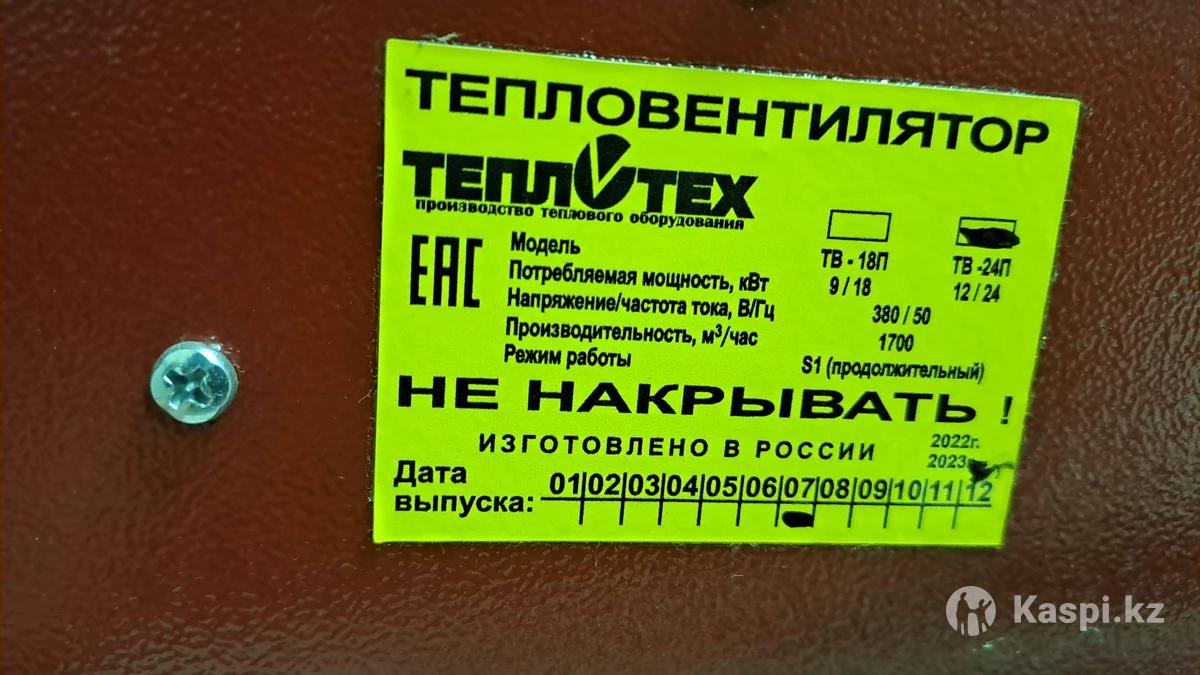 ТЕПЛОВЕНТИЛЯТОР
ТЕПЛОТЕХ
производство теплового оборудования
EAC
Модель ТВ - 18П ТВ -24П
Потребляемая мощность, кВт 9 / 18 12 / 24
Напряжение/частота тока, В/Гц 380 / 50
Производительность, м³/час 1700
Режим работы S1 (продолжительный)
НЕ НАКРЫВАТЬ !
ИЗГОТОВЛЕНО В РОССИИ
2022г.
2023г.
Дата выпуска: 01 02 03 04 05 06 07 08 09 10 11 12
Kaspi.kz